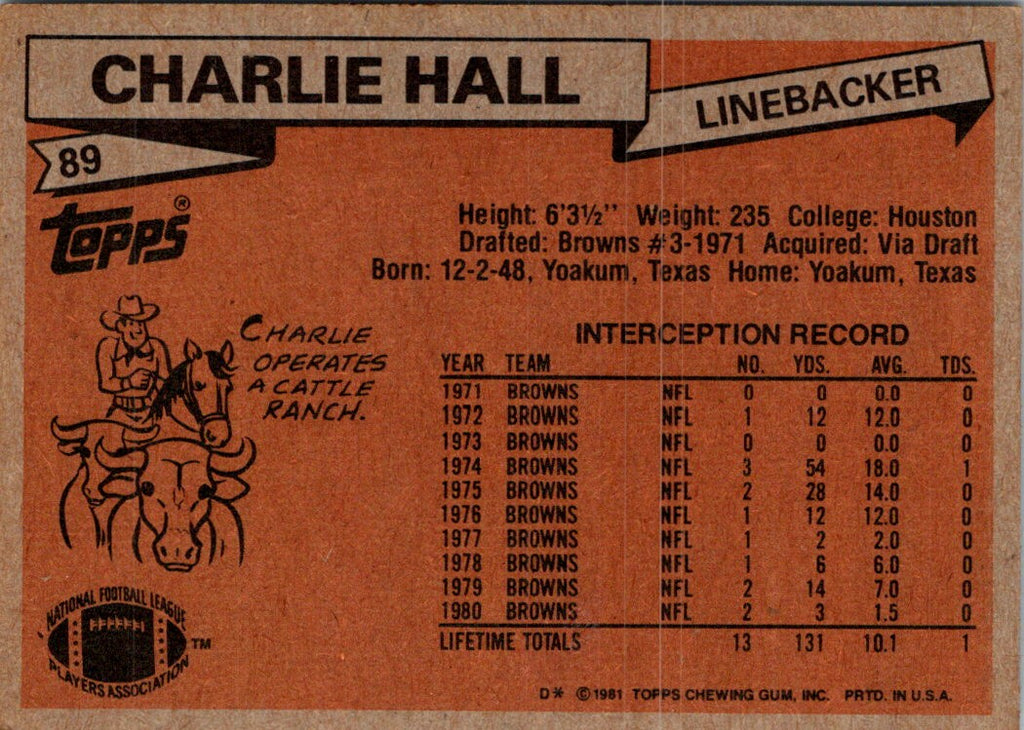 CHARLIE HALL
LINEBACKER
89
Topps®
Height: 6'3½" Weight: 235 College: Houston
Drafted: Browns #3-1971 Acquired: Via Draft
Born: 12-2-48, Yoakum, Texas Home: Yoakum, Texas
CHARLIE
OPERATES
A CATTLE
RANCH.
INTERCEPTION RECORD
YEAR TEAM NO. YDS. AVG. TDS.
1971 BROWNS NFL 0 0 0.0 0
1972 BROWNS NFL 1 12 12.0 0
1973 BROWNS NFL 0 0 0.0 0
1974 BROWNS NFL 3 54 18.0 1
1975 BROWNS NFL 2 28 14.0 0
1976 BROWNS NFL 1 12 12.0 0
1977 BROWNS NFL 1 2 2.0 0
1978 BROWNS NFL 1 6 6.0 0
1979 BROWNS NFL 2 14 7.0 0
1980 BROWNS NFL 2 3 1.5 0
LIFETIME TOTALS 13 131 10.1 1
NATIONAL FOOTBALL LEAGUE
PLAYERS ASSOCIATION
TM
D* ©1981 TOPPS CHEWING GUM, INC. PRTD. IN U.S.A.